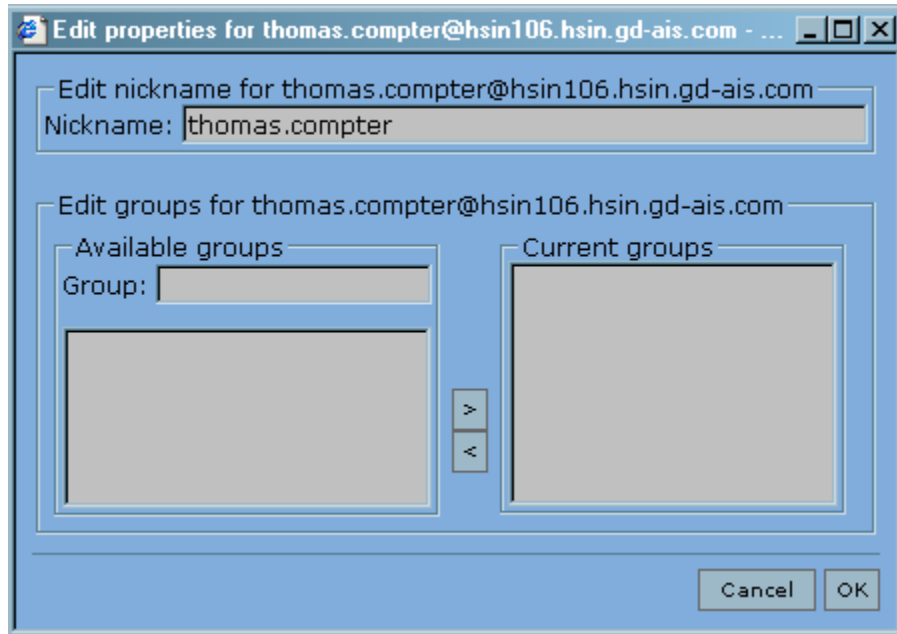 Edit properties for thomas.compter@hsin106.hsin.gd-ais.com - ...
Edit nickname for thomas.compter@hsin106.hsin.gd-ais.com
Nickname: thomas.compter
Edit groups for thomas.compter@hsin106.hsin.gd-ais.com
Available groups
Group:
Current groups
>
<
Cancel OK